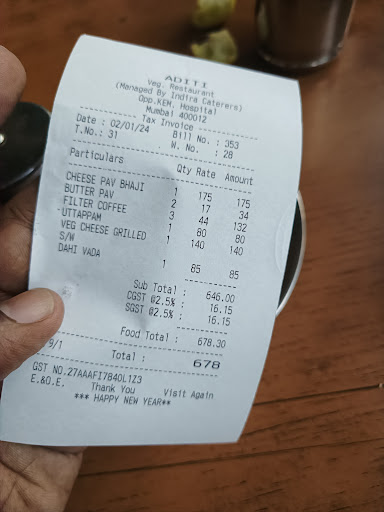 ADITI
Veg. Restaurant
(Managed By Indira Caterers)
Opp.KEM. Hospital
Mumbai 400012
Tax Invoice
Date : 02/01/24 Bill No. : 353
T.No.: 31 W. No. : 28
Particulars Qty Rate Amount
CHEESE PAV BHAJI 1 175 175
BUTTER PAV 2 17 34
FILTER COFFEE 3 44 132
UTTAPPAM 1 80 80
VEG CHEESE GRILLED 1 140 140
S/W
DAHI VADA 1 85 85
Sub Total : 646.00
CGST @2.5% : 16.15
SGST @2.5% : 16.15
Food Total : 678.30
9/1 Total : 678
GST NO.27AAAFI7840L1Z3
E.&O.E. Thank You Visit Again
*** HAPPY NEW YEAR**